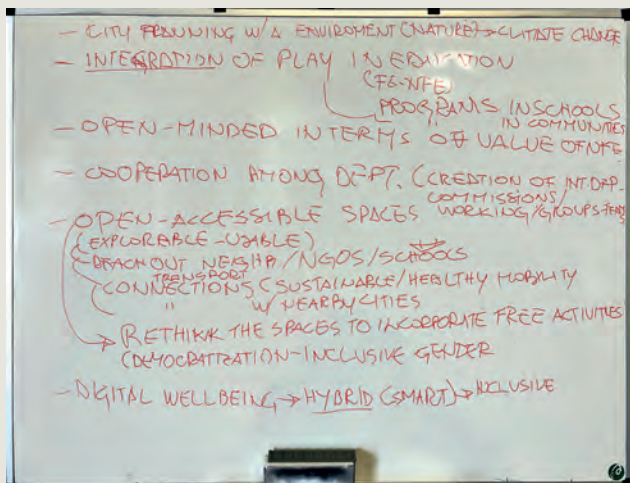 - CITY PLANNING W/A ENVIROMENT (NATURE) → CLIMATE CHANGE
- INTEGRATION OF PLAY IN EDUCATION
(FE-NFE)
PROGRAMS IN SCHOOLS
" IN COMMUNITIES
- OPEN-MINDED IN TERMS OF VALUE OF NFE
- COOPERATION AMONG DEPT. (CREATION OF INT.DEP.
COMMISSIONS/
WORKING/GROUPS
- OPEN-ACCESSIBLE SPACES
(EXPLORABLE-USABLE)
REACH OUT NEIGHB/NGOS/SCHOOLS
TRANSPORT
CONNECTIONS (SUSTAINABLE/HEALTHY MOBILITY
" W/ NEARBY CITIES
→ RETHINK THE SPACES TO INCORPORATE FREE ACTIVITIES
(DEMOCRATIZATION-INCLUSIVE GENDER
- DIGITAL WELLBEING → HYBRID (SMART) → INCLUSIVE